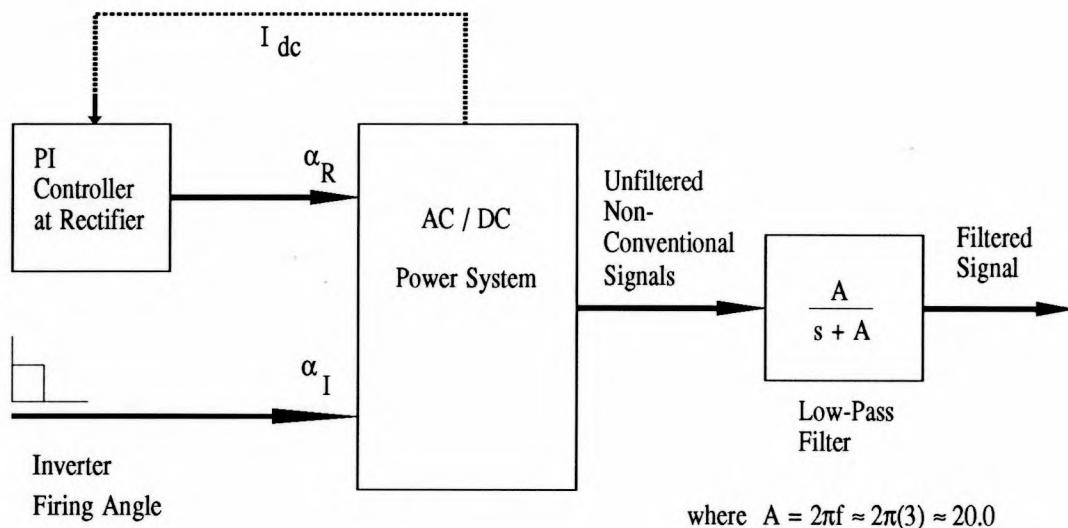 I dc
PI
Controller
at Rectifier
α R
AC / DC
Power System
Unfiltered
Non-
Conventional
Signals
A
s + A
Filtered
Signal
Low-Pass
Filter
α I
Inverter
Firing Angle
where A = 2πf ≈ 2π(3) ≈ 20.0